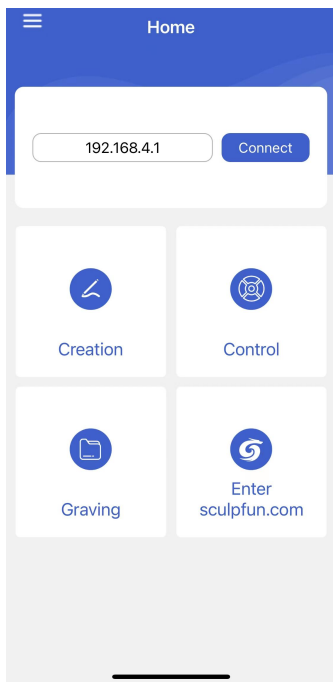 Home
192.168.4.1
Connect
Creation
Control
Graving
Enter
sculpfun.com